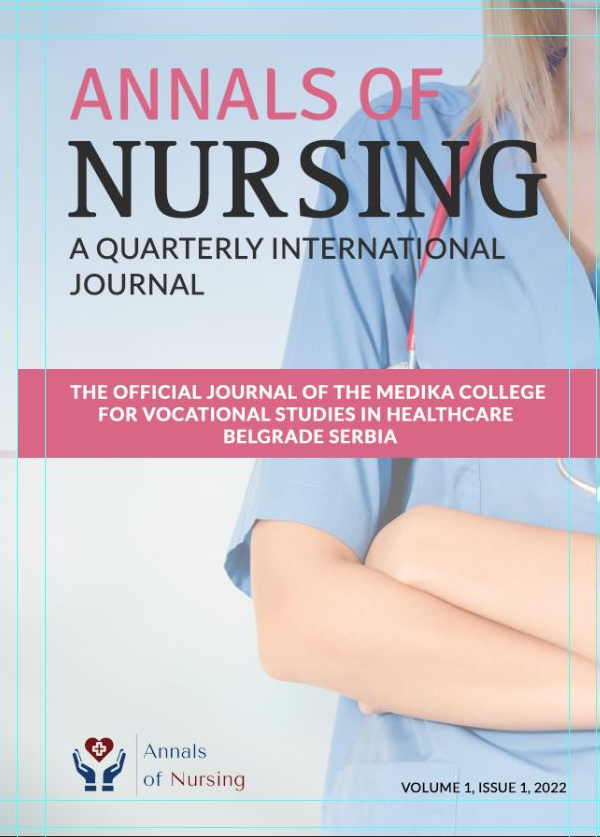 ANNALS OF
NURSING
A QUARTERLY INTERNATIONAL
JOURNAL
THE OFFICIAL JOURNAL OF THE MEDIKA COLLEGE
FOR VOCATIONAL STUDIES IN HEALTHCARE
BELGRADE SERBIA
Annals
of Nursing
VOLUME 1, ISSUE 1, 2022